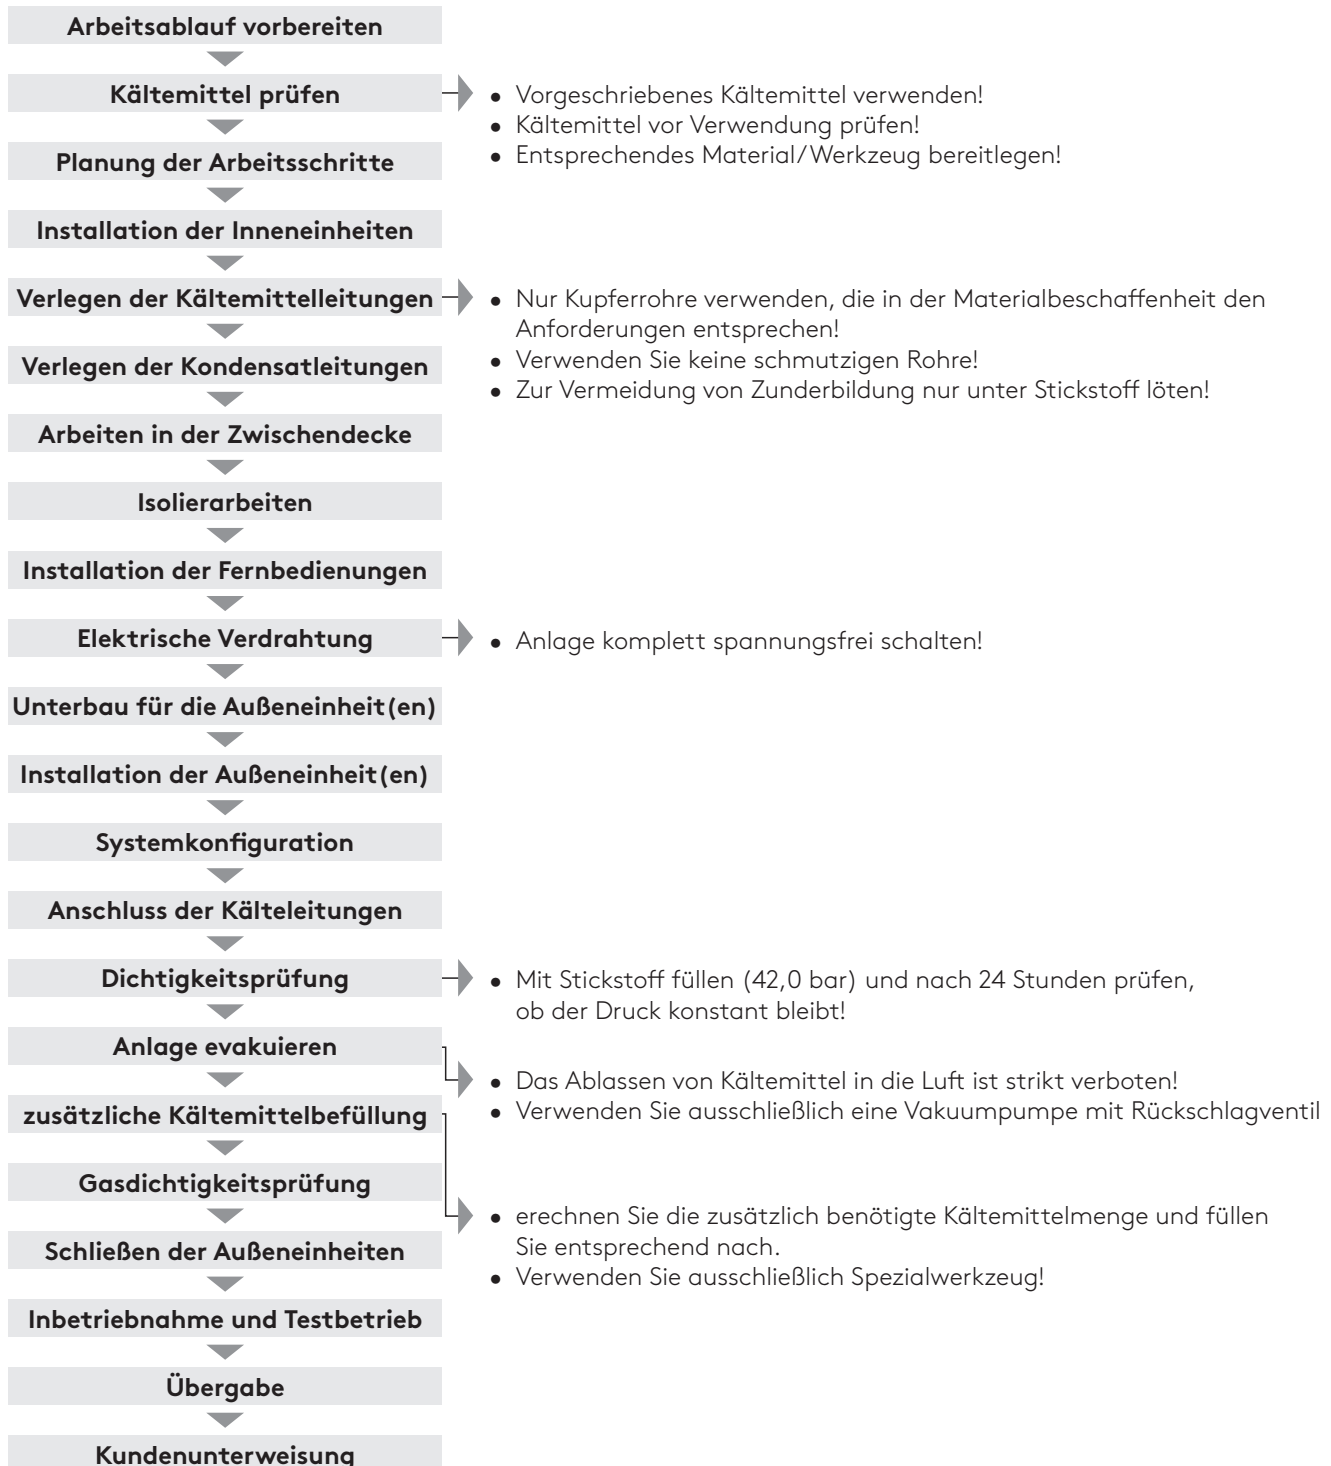 Arbeitsablauf vorbereiten
Kältemittel prüfen
• Vorgeschriebenes Kältemittel verwenden!
• Kältemittel vor Verwendung prüfen!
• Entsprechendes Material/Werkzeug bereitlegen!
Planung der Arbeitsschritte
Installation der Inneneinheiten
Verlegen der Kältemittelleitungen
• Nur Kupferrohre verwenden, die in der Materialbeschaffenheit den
Anforderungen entsprechen!
• Verwenden Sie keine schmutzigen Rohre!
• Zur Vermeidung von Zunderbildung nur unter Stickstoff löten!
Verlegen der Kondensatleitungen
Arbeiten in der Zwischendecke
Isolierarbeiten
Installation der Fernbedienungen
Elektrische Verdrahtung
• Anlage komplett spannungsfrei schalten!
Unterbau für die Außeneinheit(en)
Installation der Außeneinheit(en)
Systemkonfiguration
Anschluss der Kälteleitungen
Dichtigkeitsprüfung
• Mit Stickstoff füllen (42,0 bar) und nach 24 Stunden prüfen,
ob der Druck konstant bleibt!
Anlage evakuieren
• Das Ablassen von Kältemittel in die Luft ist strikt verboten!
• Verwenden Sie ausschließlich eine Vakuumpumpe mit Rückschlagventil
zusätzliche Kältemittelbefüllung
• erechnen Sie die zusätzlich benötigte Kältemittelmenge und füllen
Sie entsprechend nach.
• Verwenden Sie ausschließlich Spezialwerkzeug!
Gasdichtigkeitsprüfung
Schließen der Außeneinheiten
Inbetriebnahme und Testbetrieb
Übergabe
Kundenunterweisung